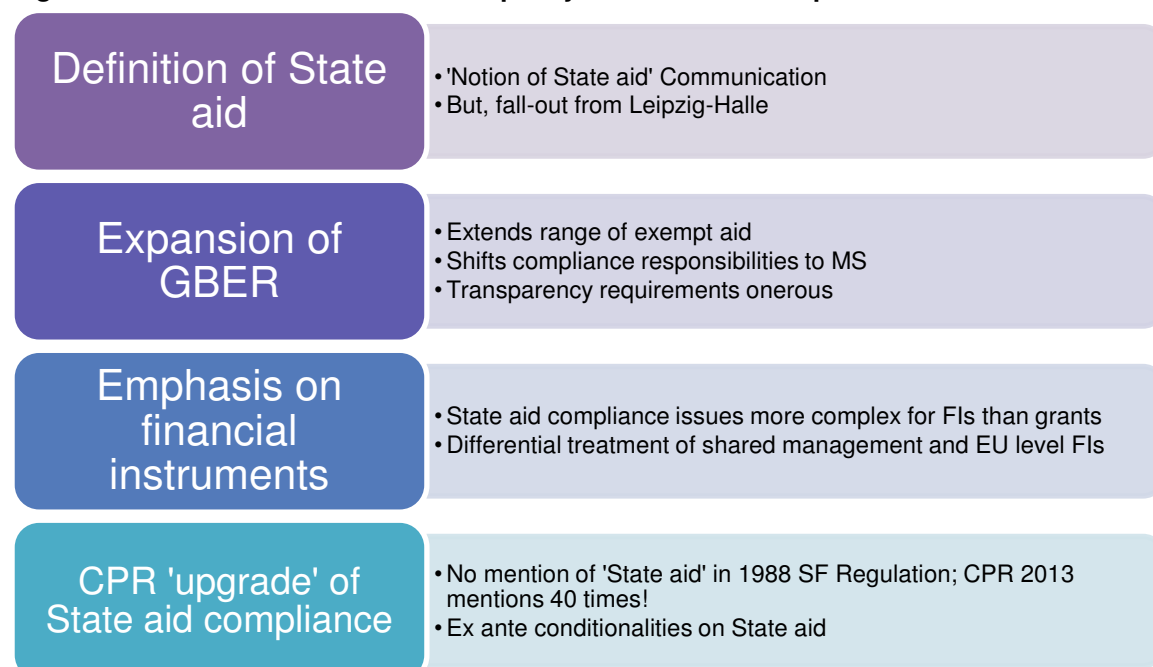 Definition of State
aid
• 'Notion of State aid' Communication
• But, fall-out from Leipzig-Halle
Expansion of
GBER
• Extends range of exempt aid
• Shifts compliance responsibilities to MS
• Transparency requirements onerous
Emphasis on
financial
instruments
• State aid compliance issues more complex for FIs than grants
• Differential treatment of shared management and EU level FIs
CPR 'upgrade' of
State aid compliance
• No mention of 'State aid' in 1988 SF Regulation; CPR 2013
mentions 40 times!
• Ex ante conditionalities on State aid